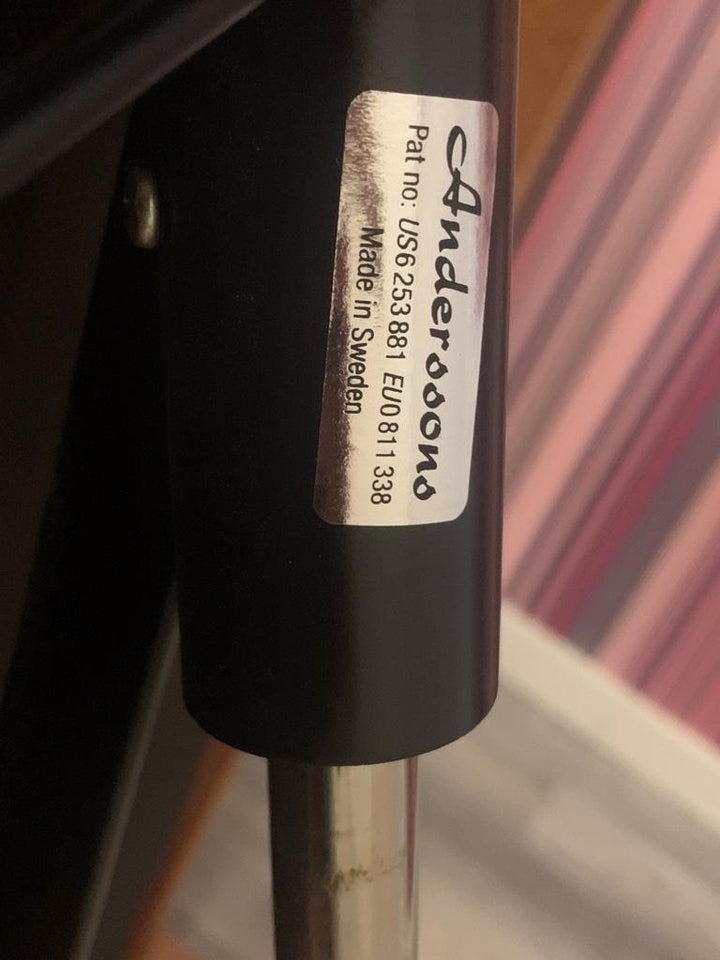 Anderssons
Pat no: US6 253 881 EU0 811 338
Made in Sweden